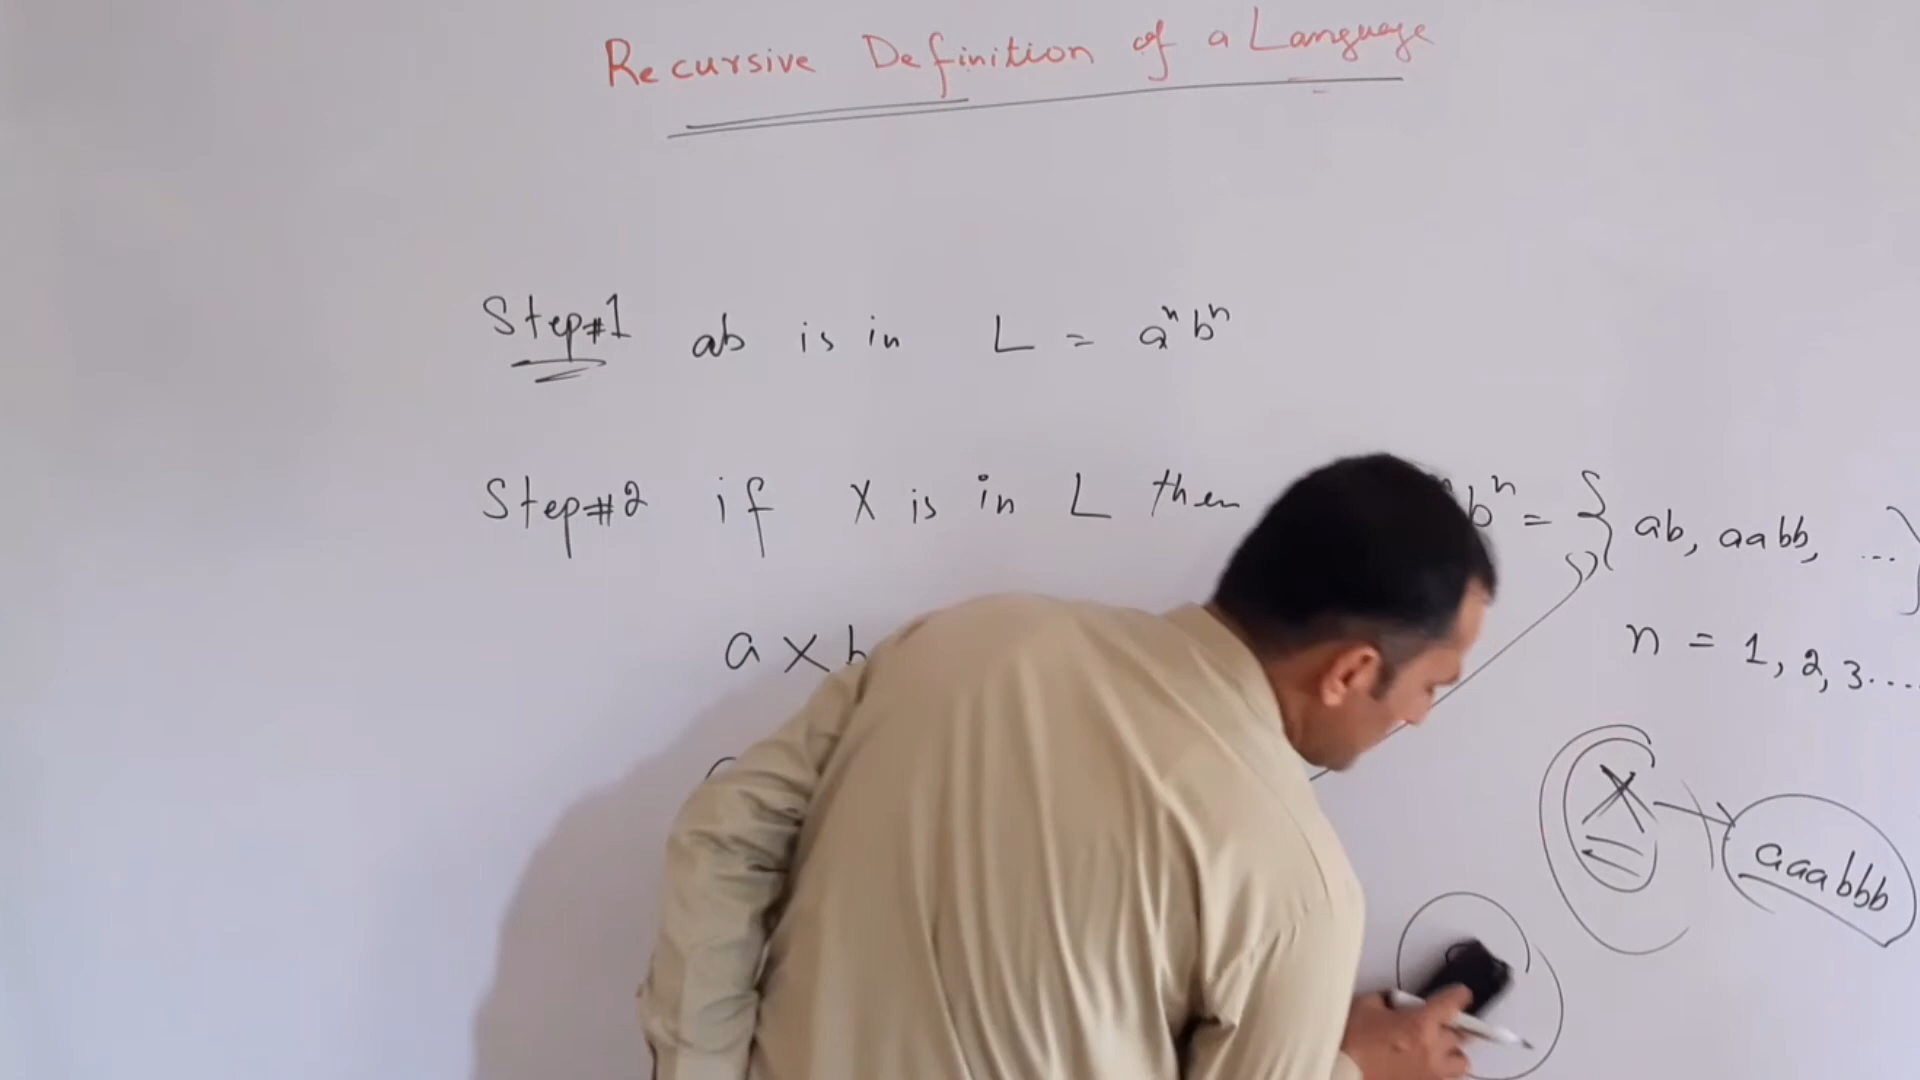 Recursive Definition of a Language
Step#1 ab is in L = aⁿbⁿ
Step#2 if X is in L then bⁿ = { ab, aabb, ... }
a X b
n = 1, 2, 3....
X → aaabbb